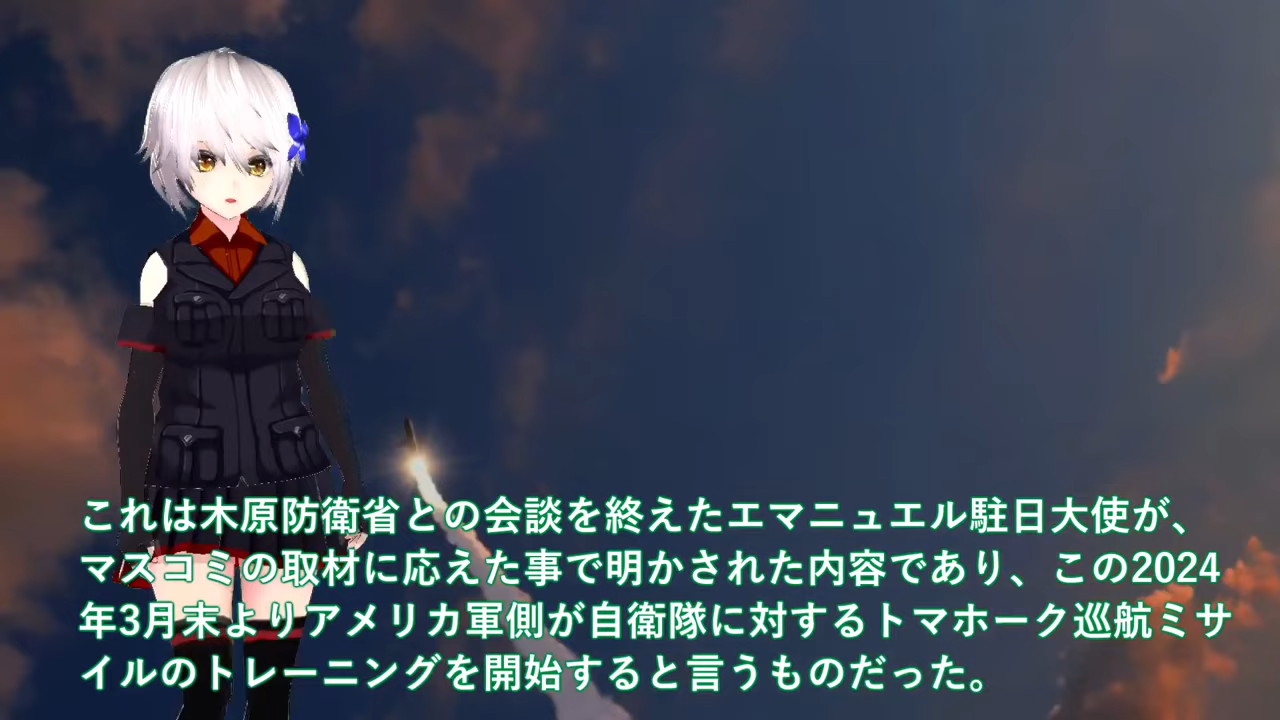 これは木原防衛省との会談を終えたエマニュエル駐日大使が、
マスコミの取材に応えた事で明かされた内容であり、この2024
年3月末よりアメリカ軍側が自衛隊に対するトマホーク巡航ミサ
イルのトレーニングを開始すると言うものだった。